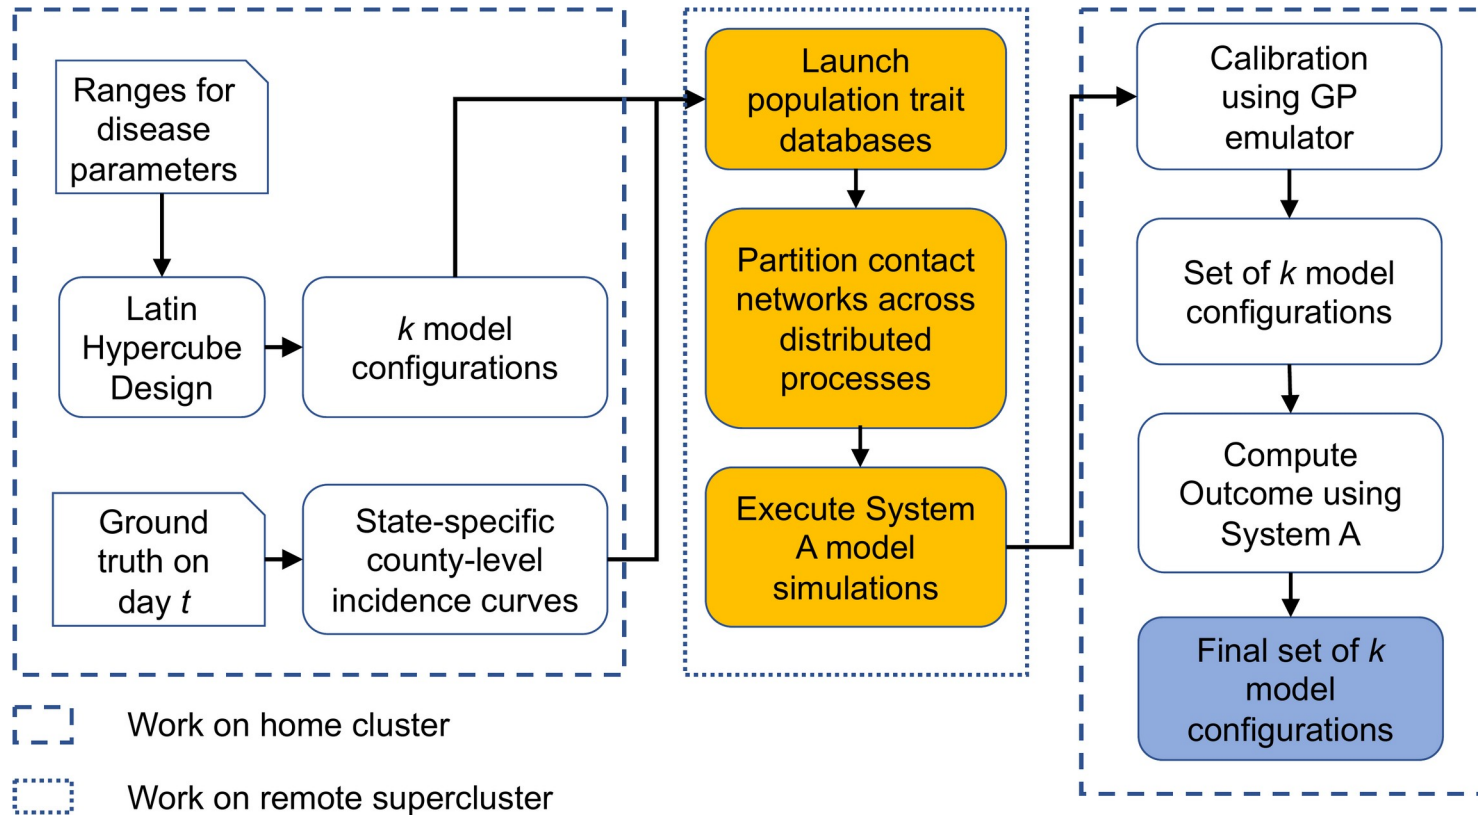 Ranges for
disease
parameters
Latin
Hypercube
Design
k model
configurations
Ground
truth on
day t
State-specific
county-level
incidence curves
Launch
population trait
databases
Partition contact
networks across
distributed
processes
Execute System
A model
simulations
Calibration
using GP
emulator
Set of k model
configurations
Compute
Outcome using
System A
Final set of k
model
configurations
Work on home cluster
Work on remote supercluster